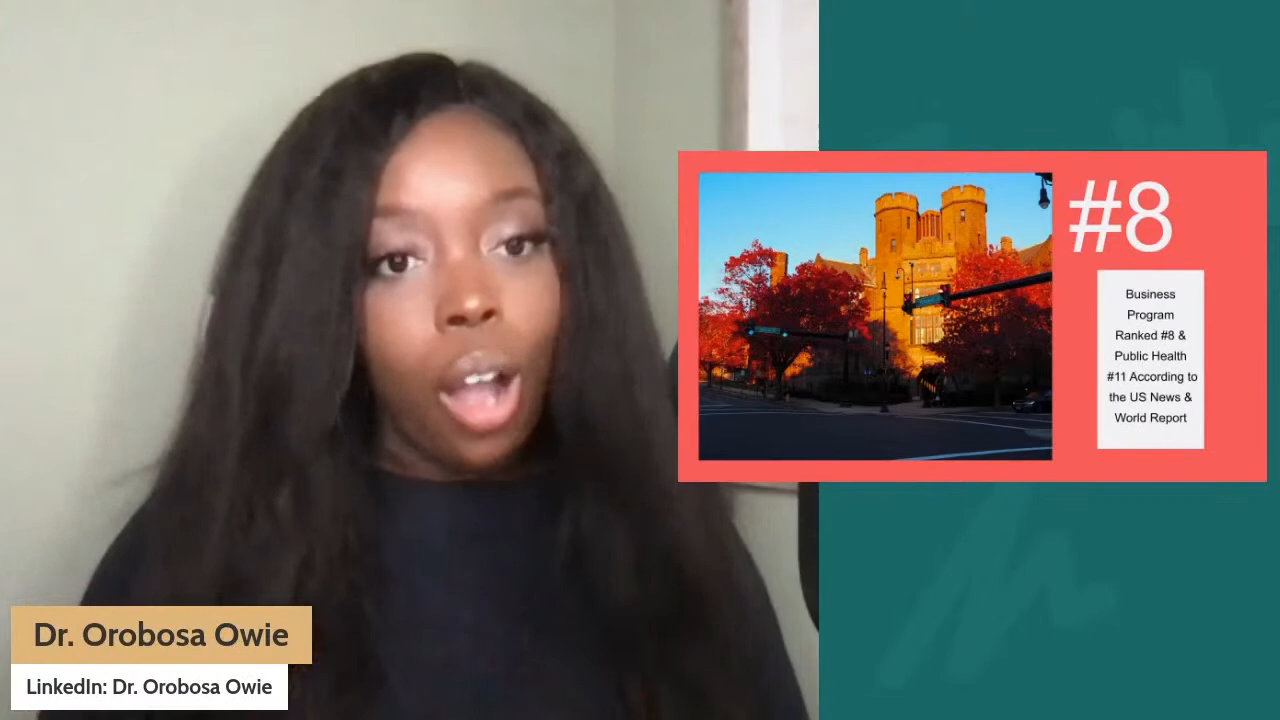 #8
Business
Program
Ranked #8 &
Public Health
#11 According to
the US News &
World Report
Dr. Orobosa Owie
LinkedIn: Dr. Orobosa Owie